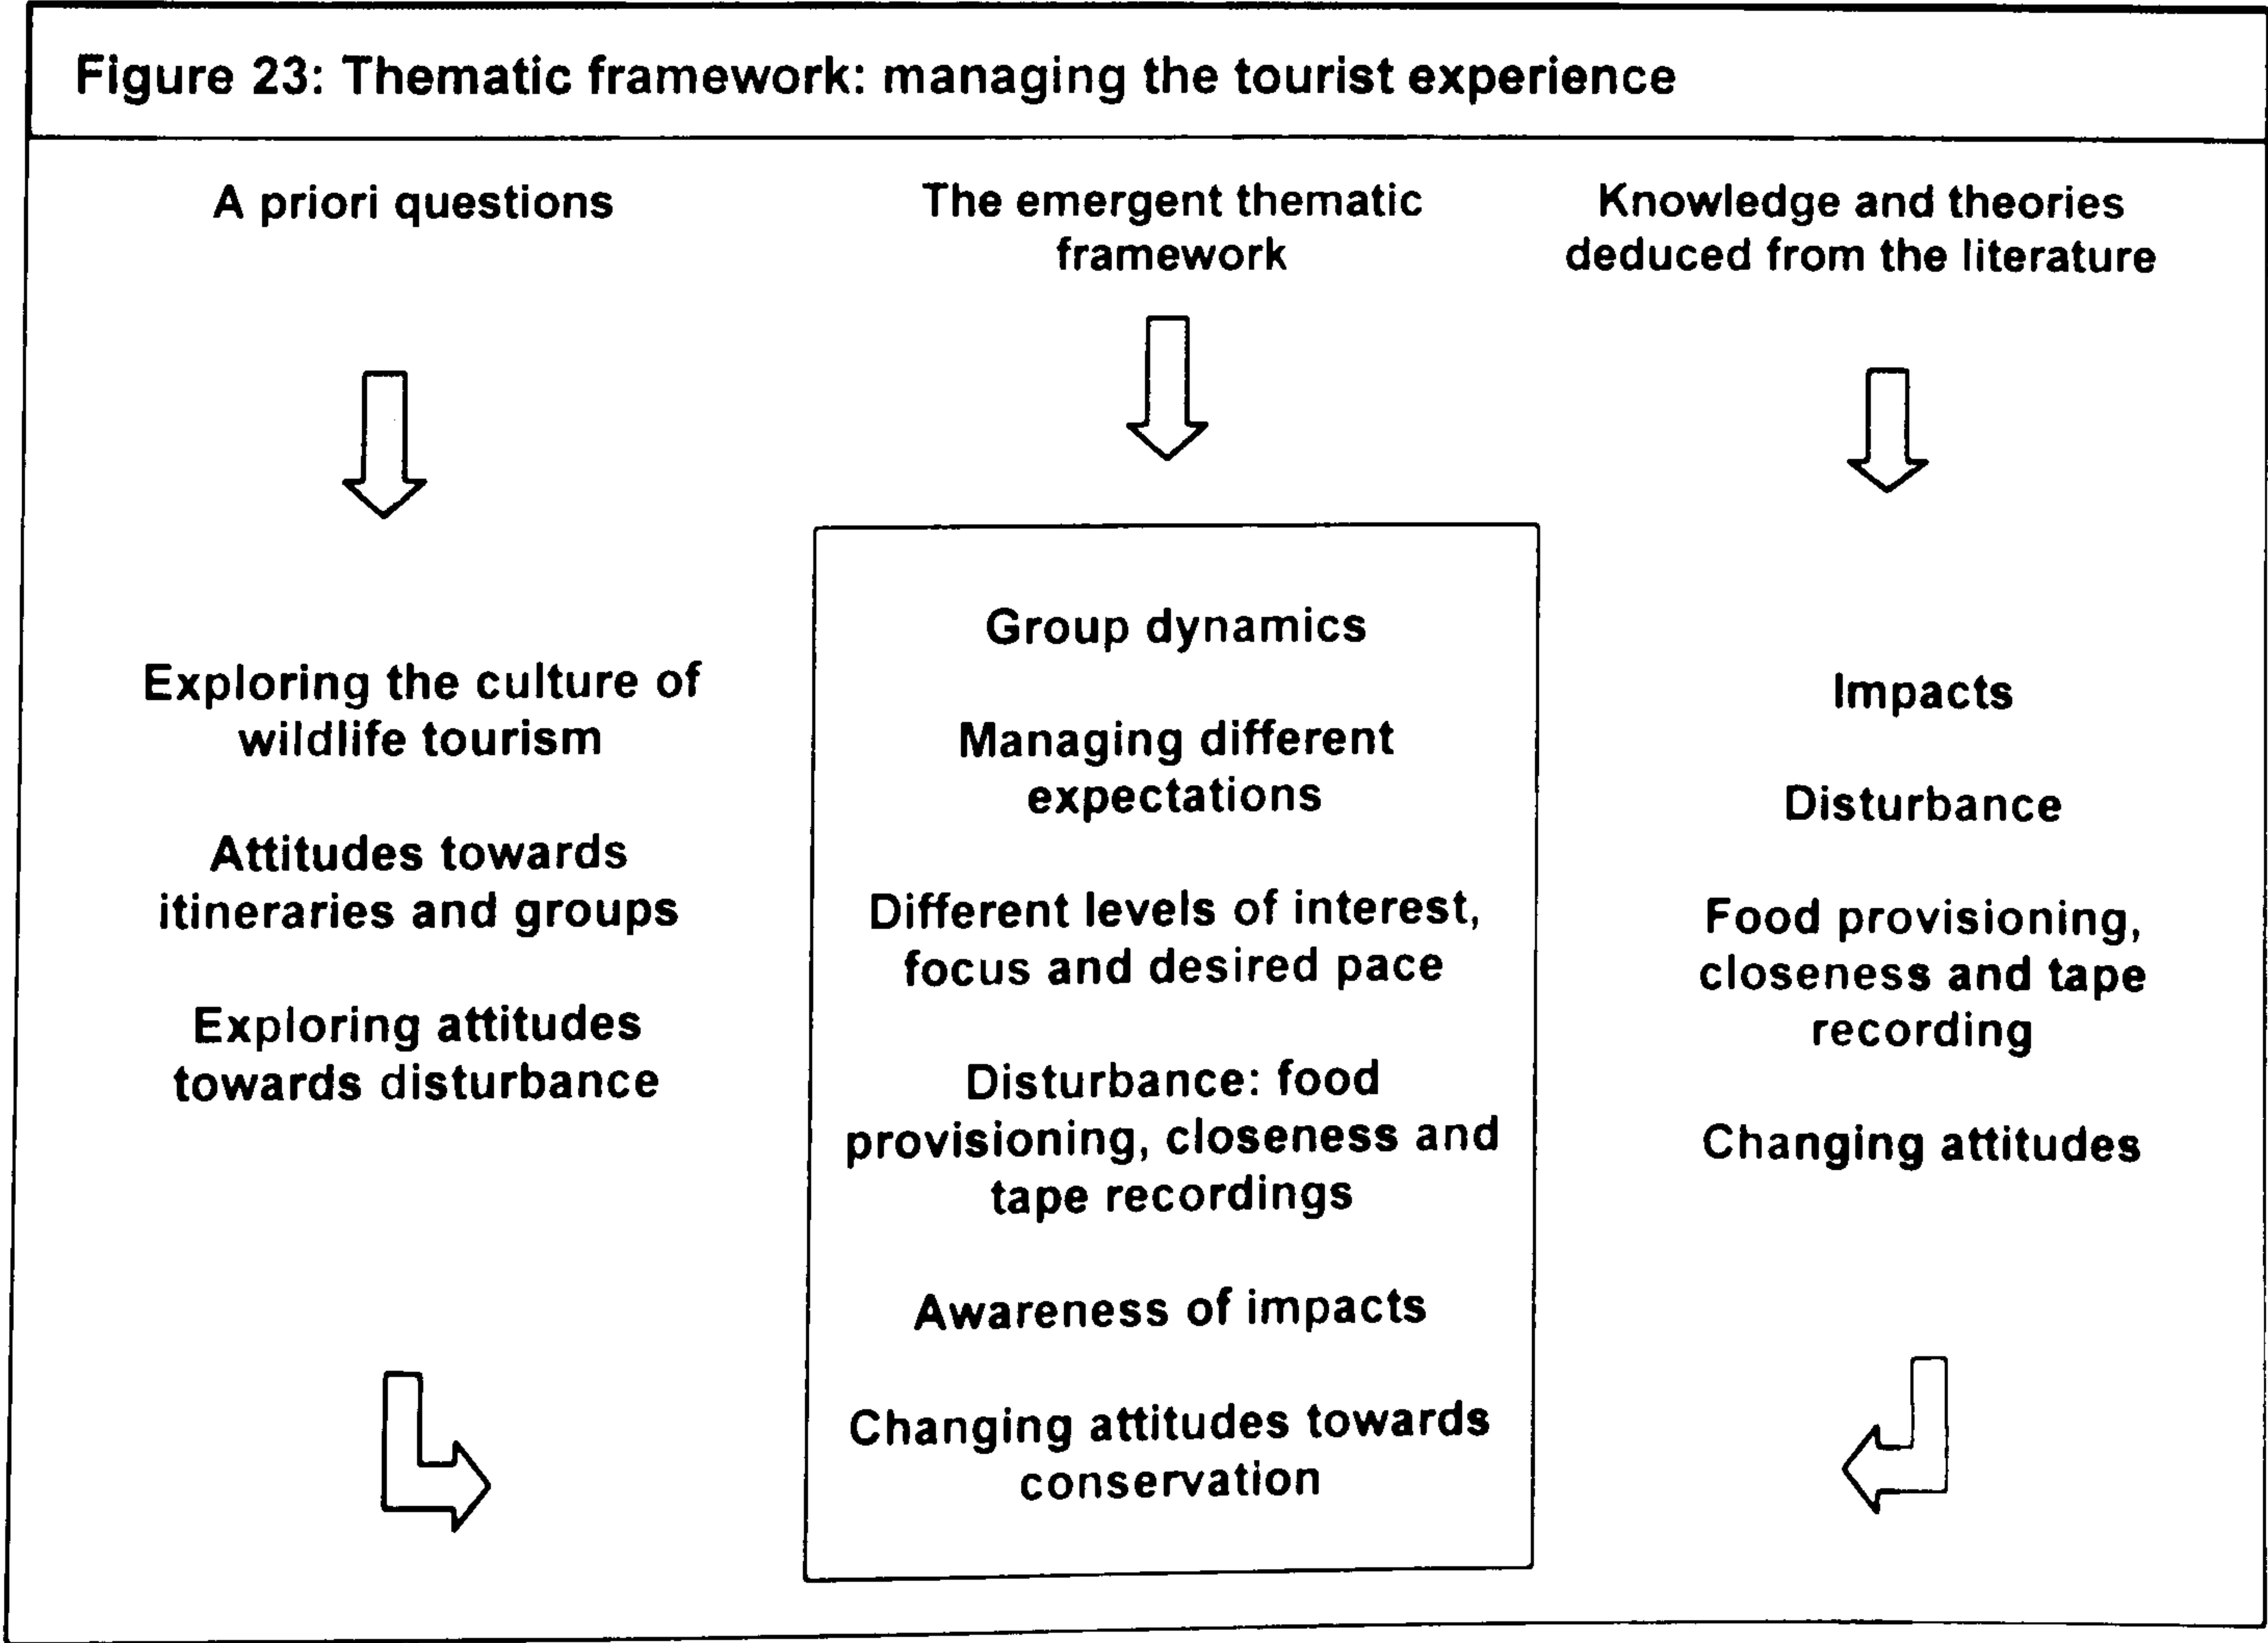 Figure 23: Thematic framework: managing the tourist experience
A priori questions
Exploring the culture of
wildlife tourism
Attitudes towards
itineraries and groups
Exploring attitudes
towards disturbance
The emergent thematic
framework
Group dynamics
Managing different
expectations
Different levels of interest,
focus and desired pace
Disturbance: food
provisioning, closeness and
tape recordings
Awareness of impacts
Changing attitudes towards
conservation
Knowledge and theories
deduced from the literature
Impacts
Disturbance
Food provisioning,
closeness and tape
recording
Changing attitudes